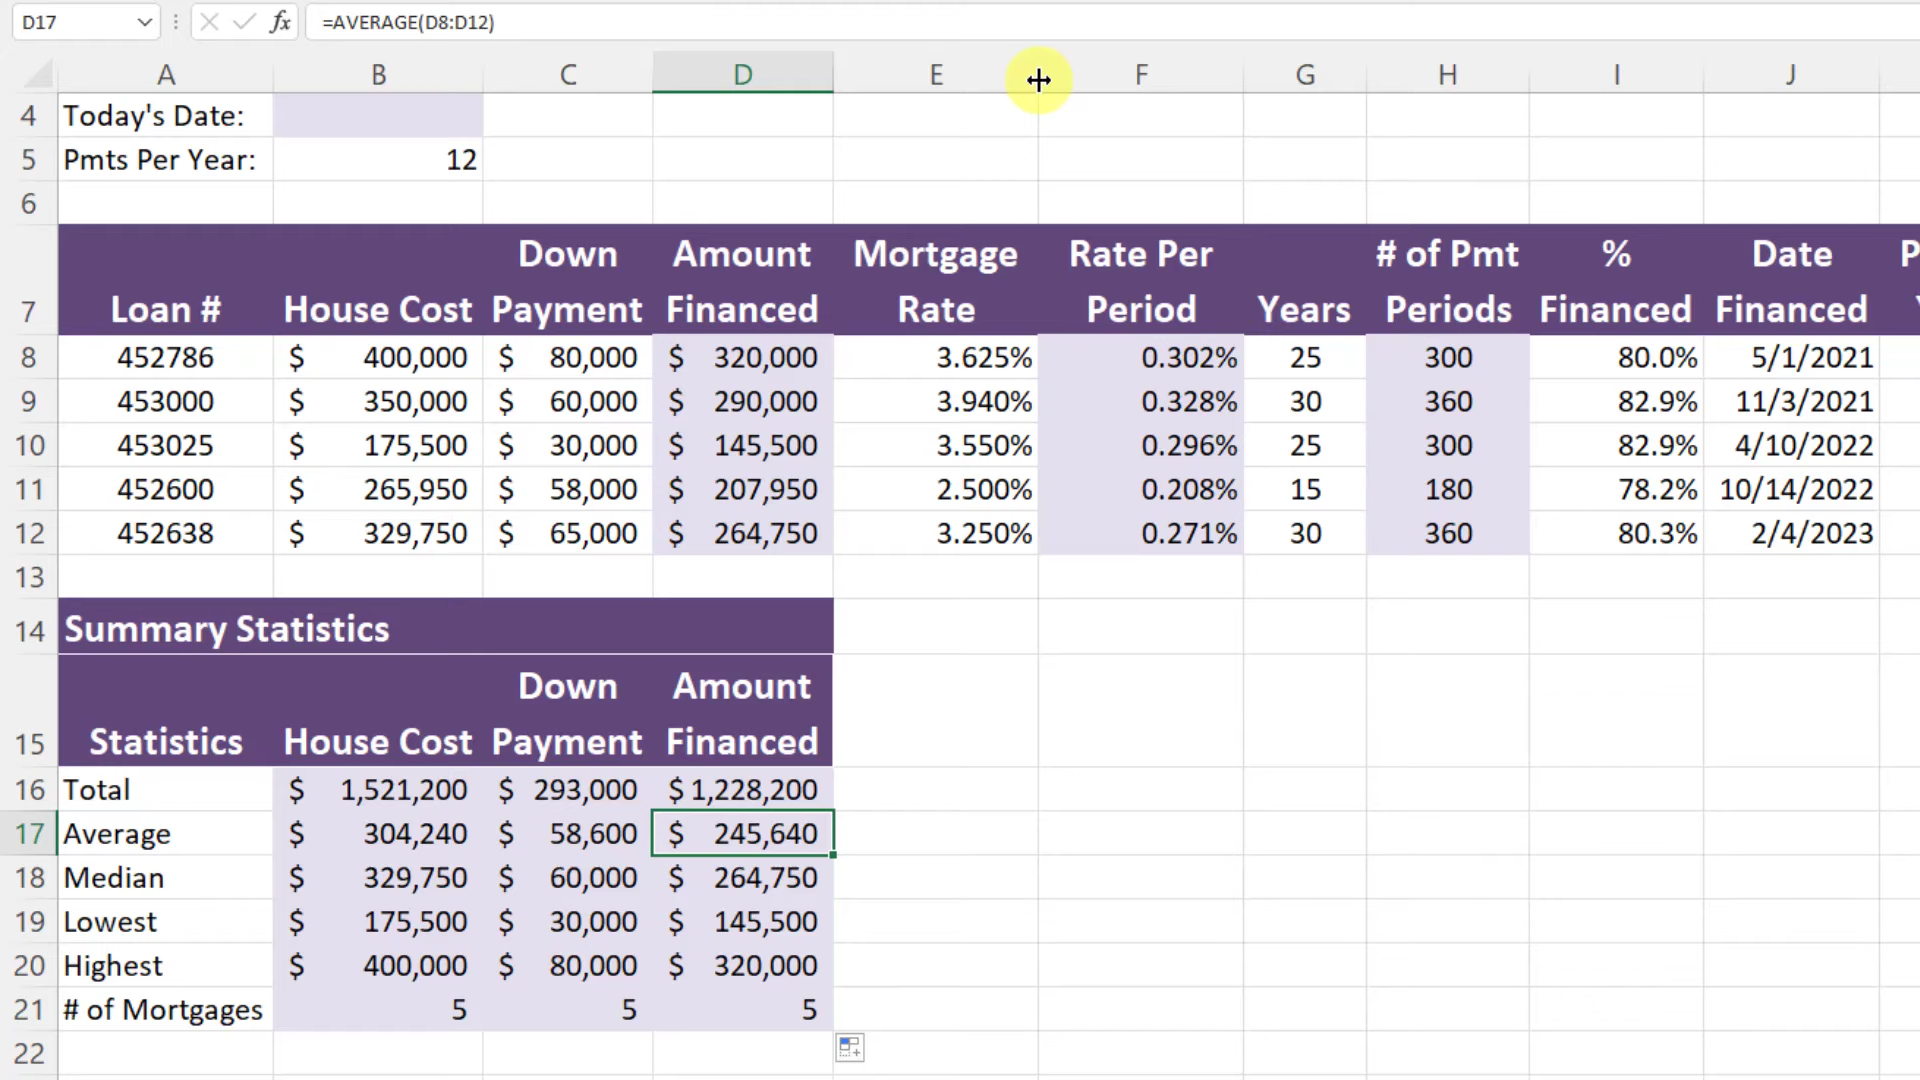 D17 fx =AVERAGE(D8:D12)
A B C D E F G H I J
4 Today's Date:
5 Pmts Per Year: 12
6
Down Amount Mortgage Rate Per # of Pmt % Date P
7 Loan # House Cost Payment Financed Rate Period Years Periods Financed Financed
8 452786 $ 400,000 $ 80,000 $ 320,000 3.625% 0.302% 25 300 80.0% 5/1/2021
9 453000 $ 350,000 $ 60,000 $ 290,000 3.940% 0.328% 30 360 82.9% 11/3/2021
10 453025 $ 175,500 $ 30,000 $ 145,500 3.550% 0.296% 25 300 82.9% 4/10/2022
11 452600 $ 265,950 $ 58,000 $ 207,950 2.500% 0.208% 15 180 78.2% 10/14/2022
12 452638 $ 329,750 $ 65,000 $ 264,750 3.250% 0.271% 30 360 80.3% 2/4/2023
13
14 Summary Statistics
Down Amount
15 Statistics House Cost Payment Financed
16 Total $ 1,521,200 $ 293,000 $ 1,228,200
17 Average $ 304,240 $ 58,600 $ 245,640
18 Median $ 329,750 $ 60,000 $ 264,750
19 Lowest $ 175,500 $ 30,000 $ 145,500
20 Highest $ 400,000 $ 80,000 $ 320,000
21 # of Mortgages 5 5 5
22